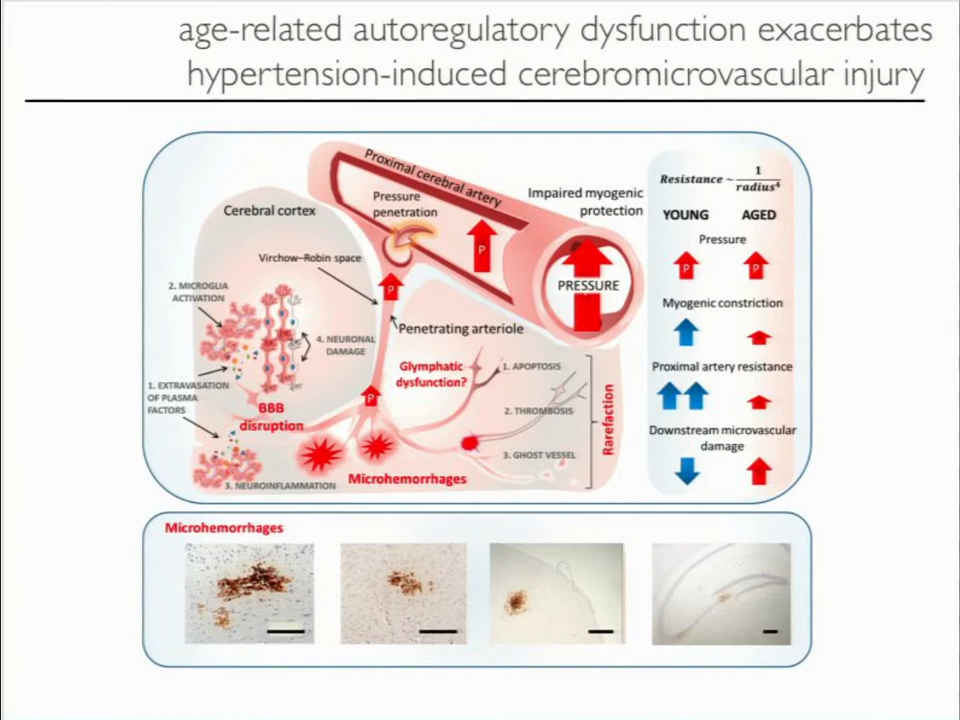 age-related autoregulatory dysfunction exacerbates
hypertension-induced cerebromicrovascular injury
Proximal cerebral artery
Pressure
penetration
Impaired myogenic
protection
Cerebral cortex
Virchow–Robin space
P
P
P
PRESSURE
2. MICROGLIA
ACTIVATION
Penetrating arteriole
4. NEURONAL
DAMAGE
Glymphatic
dysfunction?
1. APOPTOSIS
1. EXTRAVASATION
OF PLASMA
FACTORS
BBB
disruption
2. THROMBOSIS
Rarefaction
3. GHOST VESSEL
Microhemorrhages
3. NEUROINFLAMMATION
Resistance ~ 1
radius⁴
YOUNG AGED
Pressure
P P
Myogenic constriction
Proximal artery resistance
Downstream microvascular
damage
Microhemorrhages